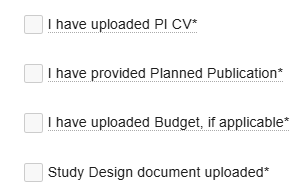 I have uploaded PI CV*
I have provided Planned Publication*
I have uploaded Budget, if applicable*
Study Design document uploaded*